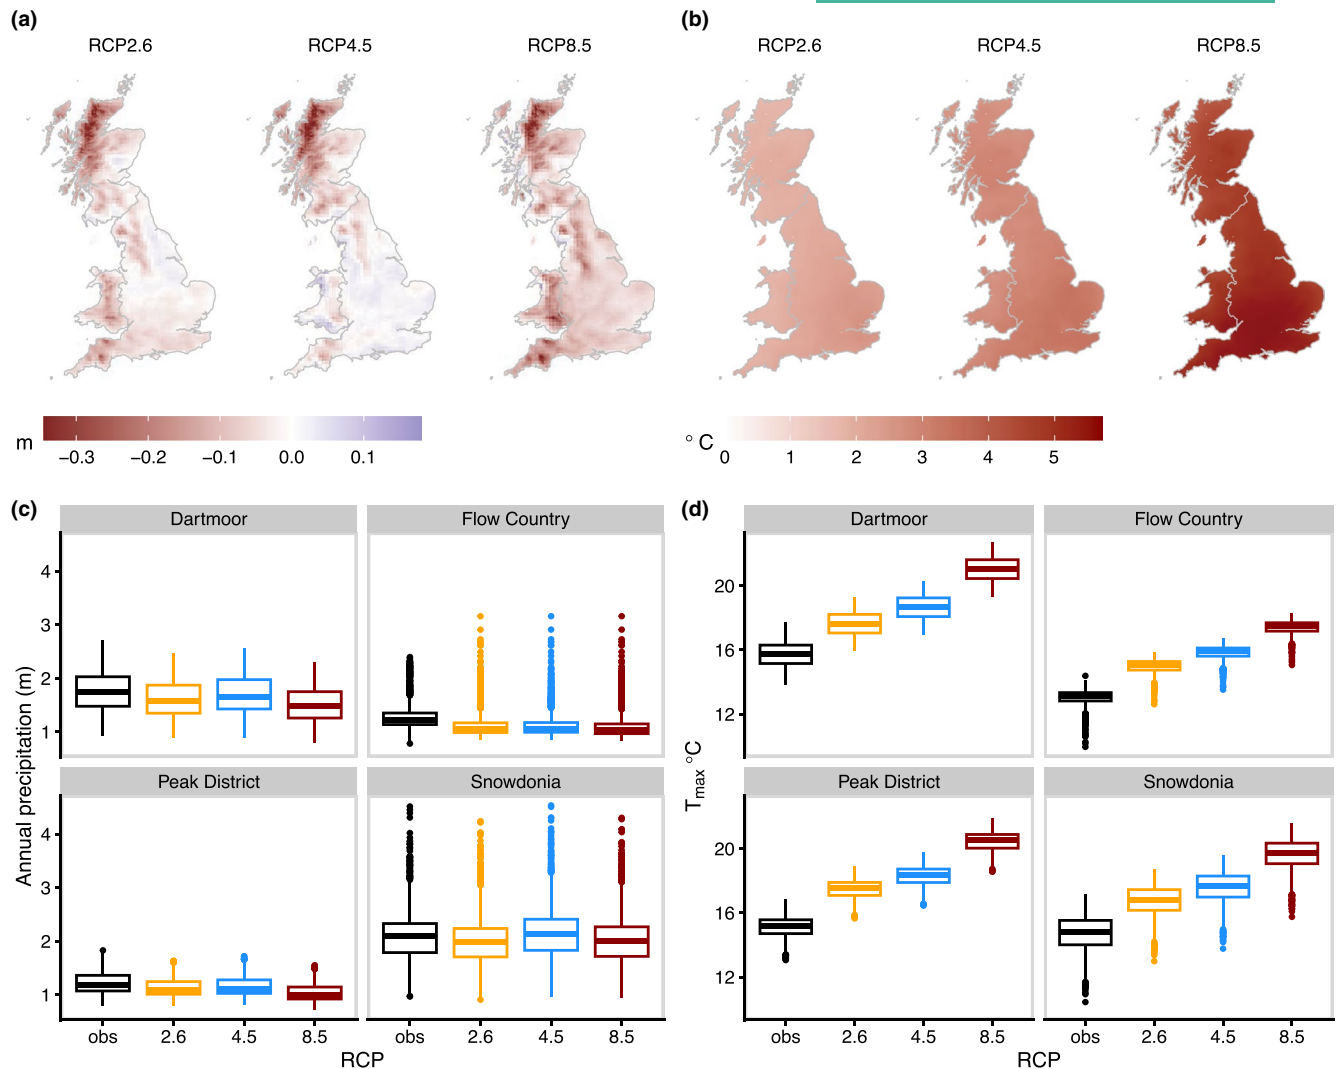 (a)
RCP2.6 RCP4.5 RCP8.5
m
−0.3 −0.2 −0.1 0.0 0.1
(b)
RCP2.6 RCP4.5 RCP8.5
° C
0 1 2 3 4 5
(c)
Dartmoor Flow Country
4
3
2
1
Peak District Snowdonia
4
3
2
1
Annual precipitation (m)
obs 2.6 4.5 8.5 obs 2.6 4.5 8.5
RCP
(d)
Dartmoor Flow Country
20
16
12
Peak District Snowdonia
20
16
12
Tmax °C
obs 2.6 4.5 8.5 obs 2.6 4.5 8.5
RCP